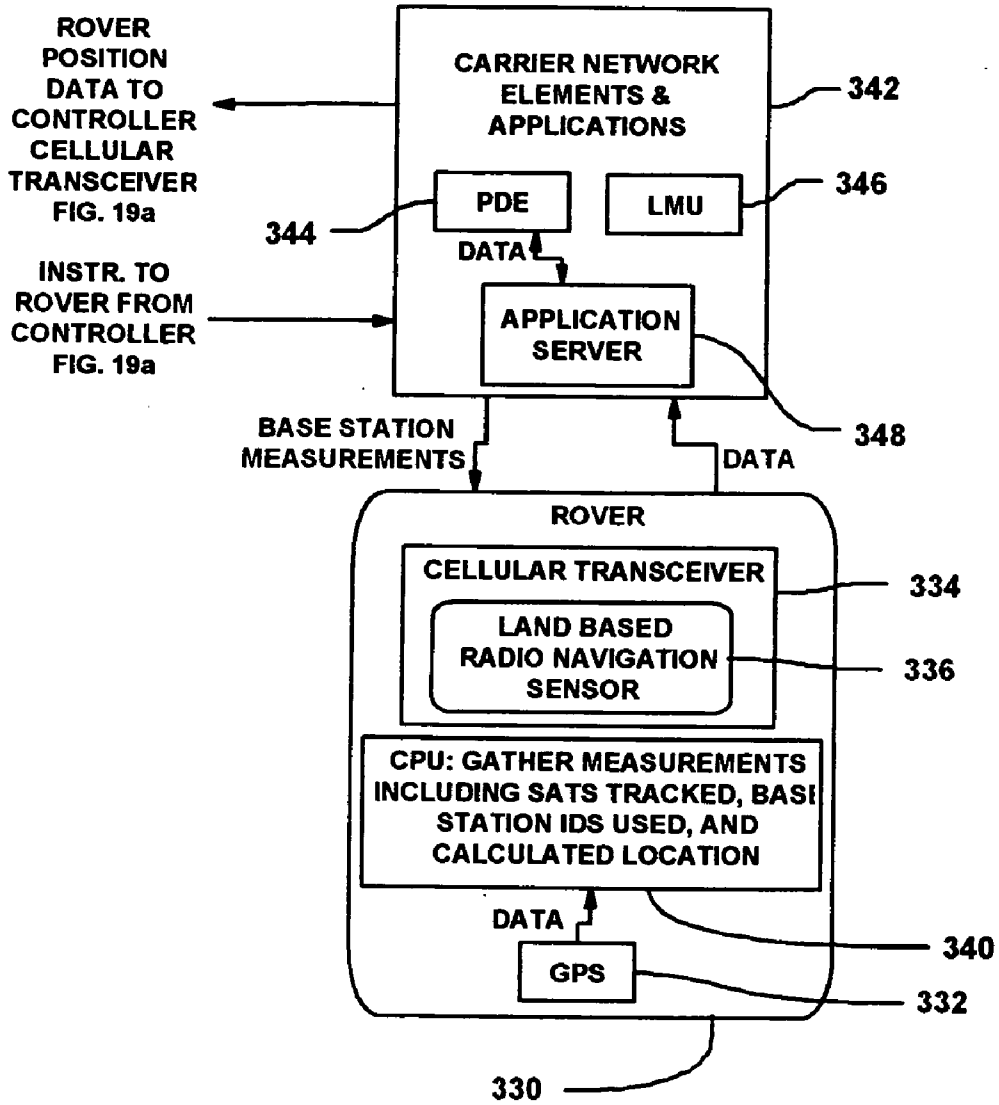 ROVER
POSITION
DATA TO
CONTROLLER
CELLULAR
TRANSCEIVER
FIG. 19a
INSTR. TO
ROVER FROM
CONTROLLER
FIG. 19a
CARRIER NETWORK
ELEMENTS &
APPLICATIONS
342
PDE
344
LMU
346
DATA
APPLICATION
SERVER
348
BASE STATION
MEASUREMENTS
DATA
ROVER
CELLULAR TRANSCEIVER
334
LAND BASED
RADIO NAVIGATION
SENSOR
336
CPU: GATHER MEASUREMENTS
INCLUDING SATS TRACKED, BASE
STATION IDS USED, AND
CALCULATED LOCATION
340
DATA
GPS
332
330